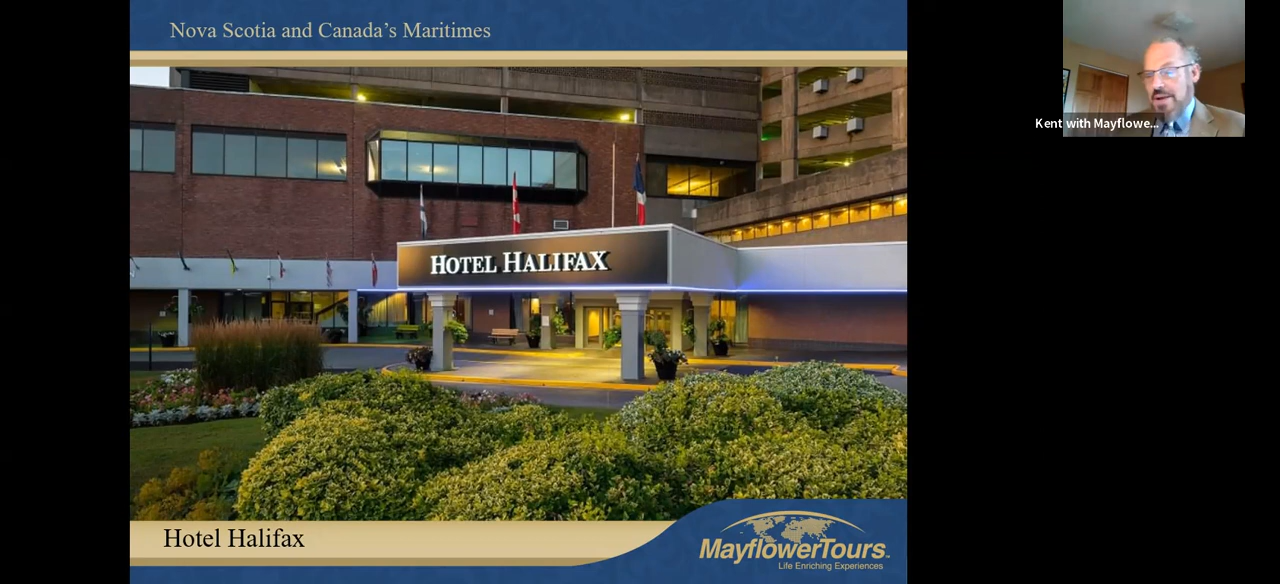 Nova Scotia and Canada's Maritimes
Kent with Mayflowe...
HOTEL HALIFAX
Hotel Halifax
MayflowerTours
Life Enriching Experiences